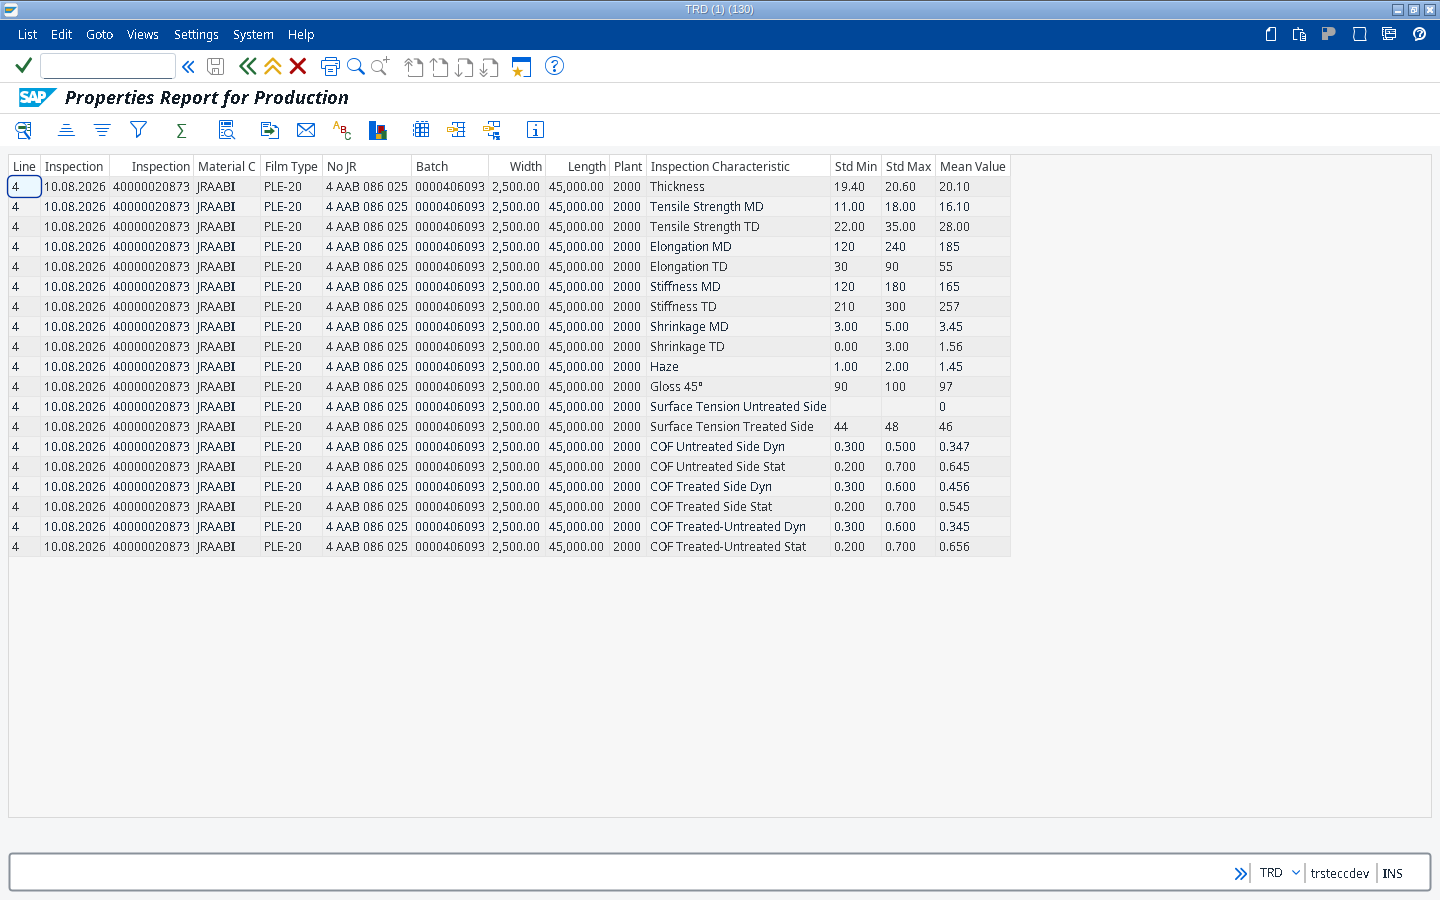 TRD (1) (130)
List Edit Goto Views Settings System Help
SAP Properties Report for Production
Line Inspection Inspection Material C Film Type No JR Batch Width Length Plant Inspection Characteristic Std Min Std Max Mean Value
4 10.08.2026 40000020873 JRAABI PLE-20 4 AAB 086 025 0000406093 2,500.00 45,000.00 2000 Thickness 19.40 20.60 20.10
4 10.08.2026 40000020873 JRAABI PLE-20 4 AAB 086 025 0000406093 2,500.00 45,000.00 2000 Tensile Strength MD 11.00 18.00 16.10
4 10.08.2026 40000020873 JRAABI PLE-20 4 AAB 086 025 0000406093 2,500.00 45,000.00 2000 Tensile Strength TD 22.00 35.00 28.00
4 10.08.2026 40000020873 JRAABI PLE-20 4 AAB 086 025 0000406093 2,500.00 45,000.00 2000 Elongation MD 120 240 185
4 10.08.2026 40000020873 JRAABI PLE-20 4 AAB 086 025 0000406093 2,500.00 45,000.00 2000 Elongation TD 30 90 55
4 10.08.2026 40000020873 JRAABI PLE-20 4 AAB 086 025 0000406093 2,500.00 45,000.00 2000 Stiffness MD 120 180 165
4 10.08.2026 40000020873 JRAABI PLE-20 4 AAB 086 025 0000406093 2,500.00 45,000.00 2000 Stiffness TD 210 300 257
4 10.08.2026 40000020873 JRAABI PLE-20 4 AAB 086 025 0000406093 2,500.00 45,000.00 2000 Shrinkage MD 3.00 5.00 3.45
4 10.08.2026 40000020873 JRAABI PLE-20 4 AAB 086 025 0000406093 2,500.00 45,000.00 2000 Shrinkage TD 0.00 3.00 1.56
4 10.08.2026 40000020873 JRAABI PLE-20 4 AAB 086 025 0000406093 2,500.00 45,000.00 2000 Haze 1.00 2.00 1.45
4 10.08.2026 40000020873 JRAABI PLE-20 4 AAB 086 025 0000406093 2,500.00 45,000.00 2000 Gloss 45° 90 100 97
4 10.08.2026 40000020873 JRAABI PLE-20 4 AAB 086 025 0000406093 2,500.00 45,000.00 2000 Surface Tension Untreated Side 0
4 10.08.2026 40000020873 JRAABI PLE-20 4 AAB 086 025 0000406093 2,500.00 45,000.00 2000 Surface Tension Treated Side 44 48 46
4 10.08.2026 40000020873 JRAABI PLE-20 4 AAB 086 025 0000406093 2,500.00 45,000.00 2000 COF Untreated Side Dyn 0.300 0.500 0.347
4 10.08.2026 40000020873 JRAABI PLE-20 4 AAB 086 025 0000406093 2,500.00 45,000.00 2000 COF Untreated Side Stat 0.200 0.700 0.645
4 10.08.2026 40000020873 JRAABI PLE-20 4 AAB 086 025 0000406093 2,500.00 45,000.00 2000 COF Treated Side Dyn 0.300 0.600 0.456
4 10.08.2026 40000020873 JRAABI PLE-20 4 AAB 086 025 0000406093 2,500.00 45,000.00 2000 COF Treated Side Stat 0.200 0.700 0.545
4 10.08.2026 40000020873 JRAABI PLE-20 4 AAB 086 025 0000406093 2,500.00 45,000.00 2000 COF Treated-Untreated Dyn 0.300 0.600 0.345
4 10.08.2026 40000020873 JRAABI PLE-20 4 AAB 086 025 0000406093 2,500.00 45,000.00 2000 COF Treated-Untreated Stat 0.200 0.700 0.656
TRD trsteccdev INS